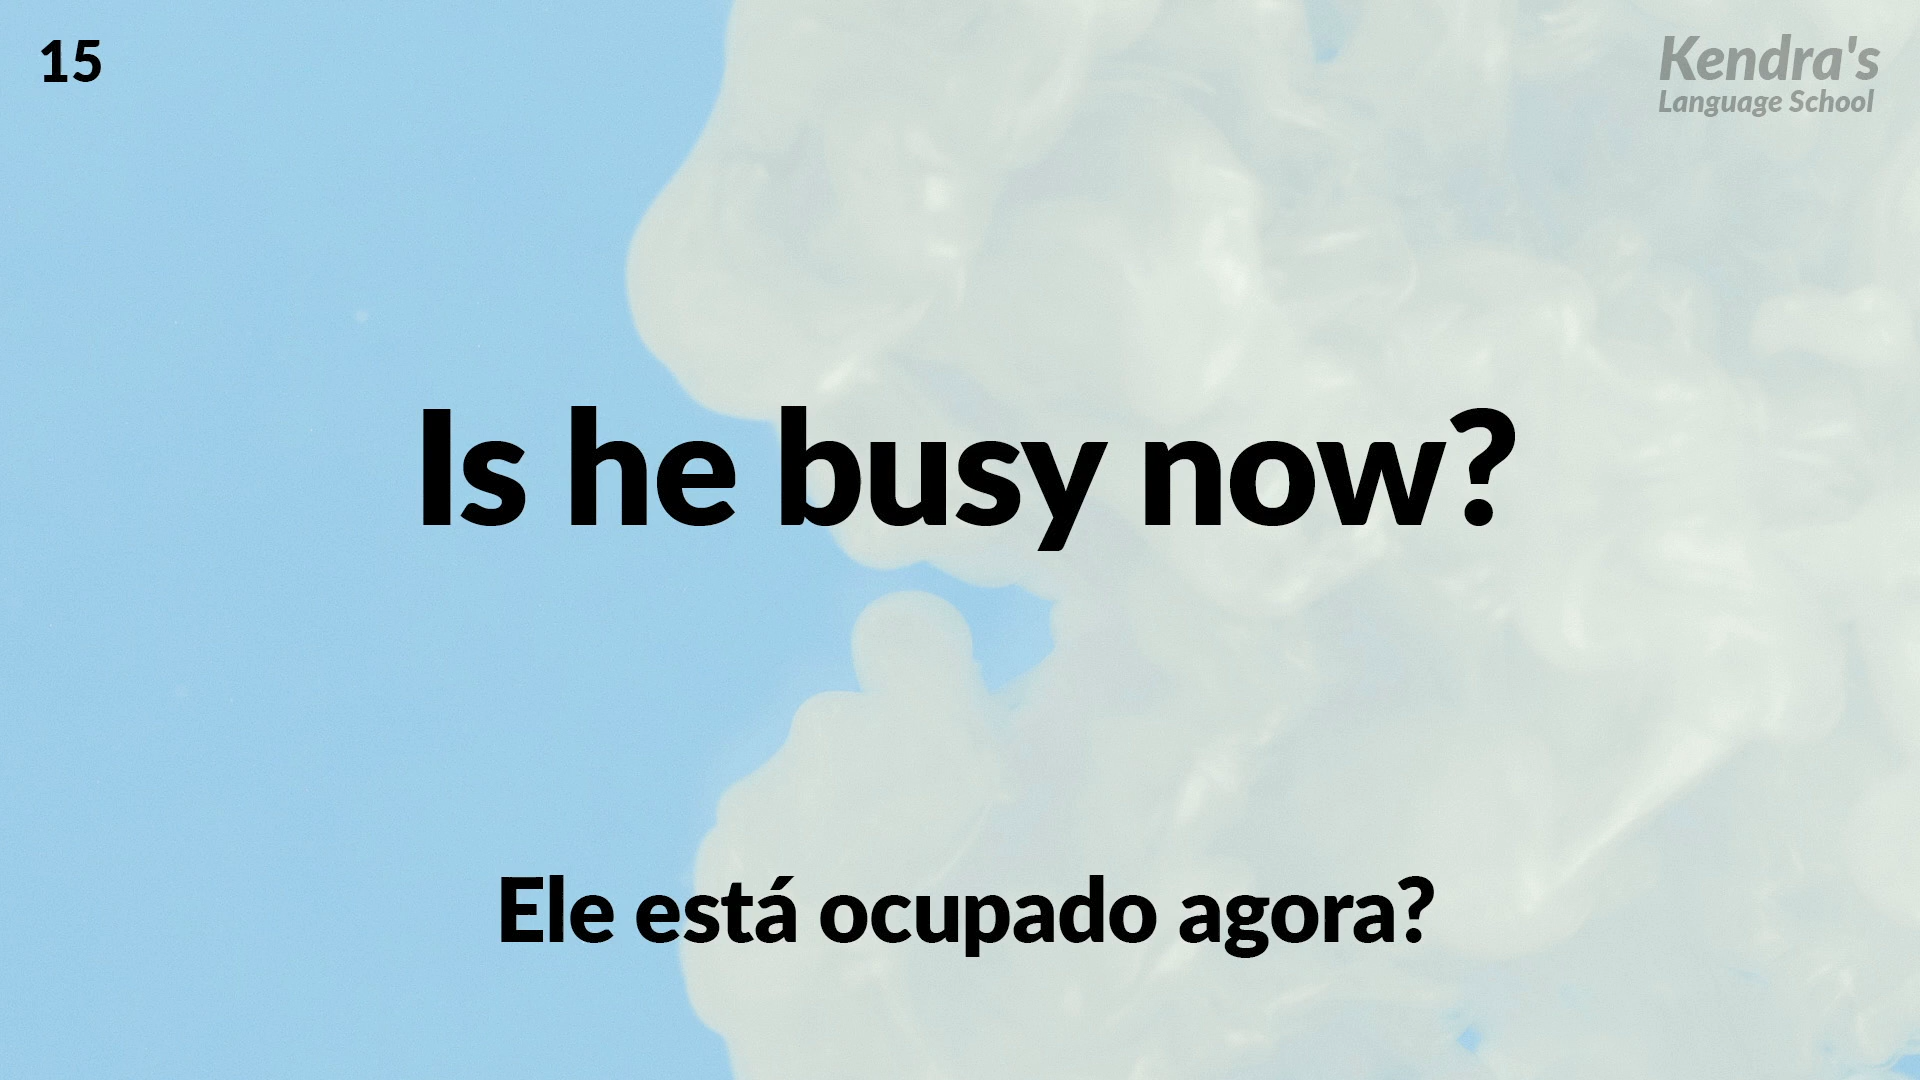 15
Kendra's
Language School
Is he busy now?
Ele está ocupado agora?